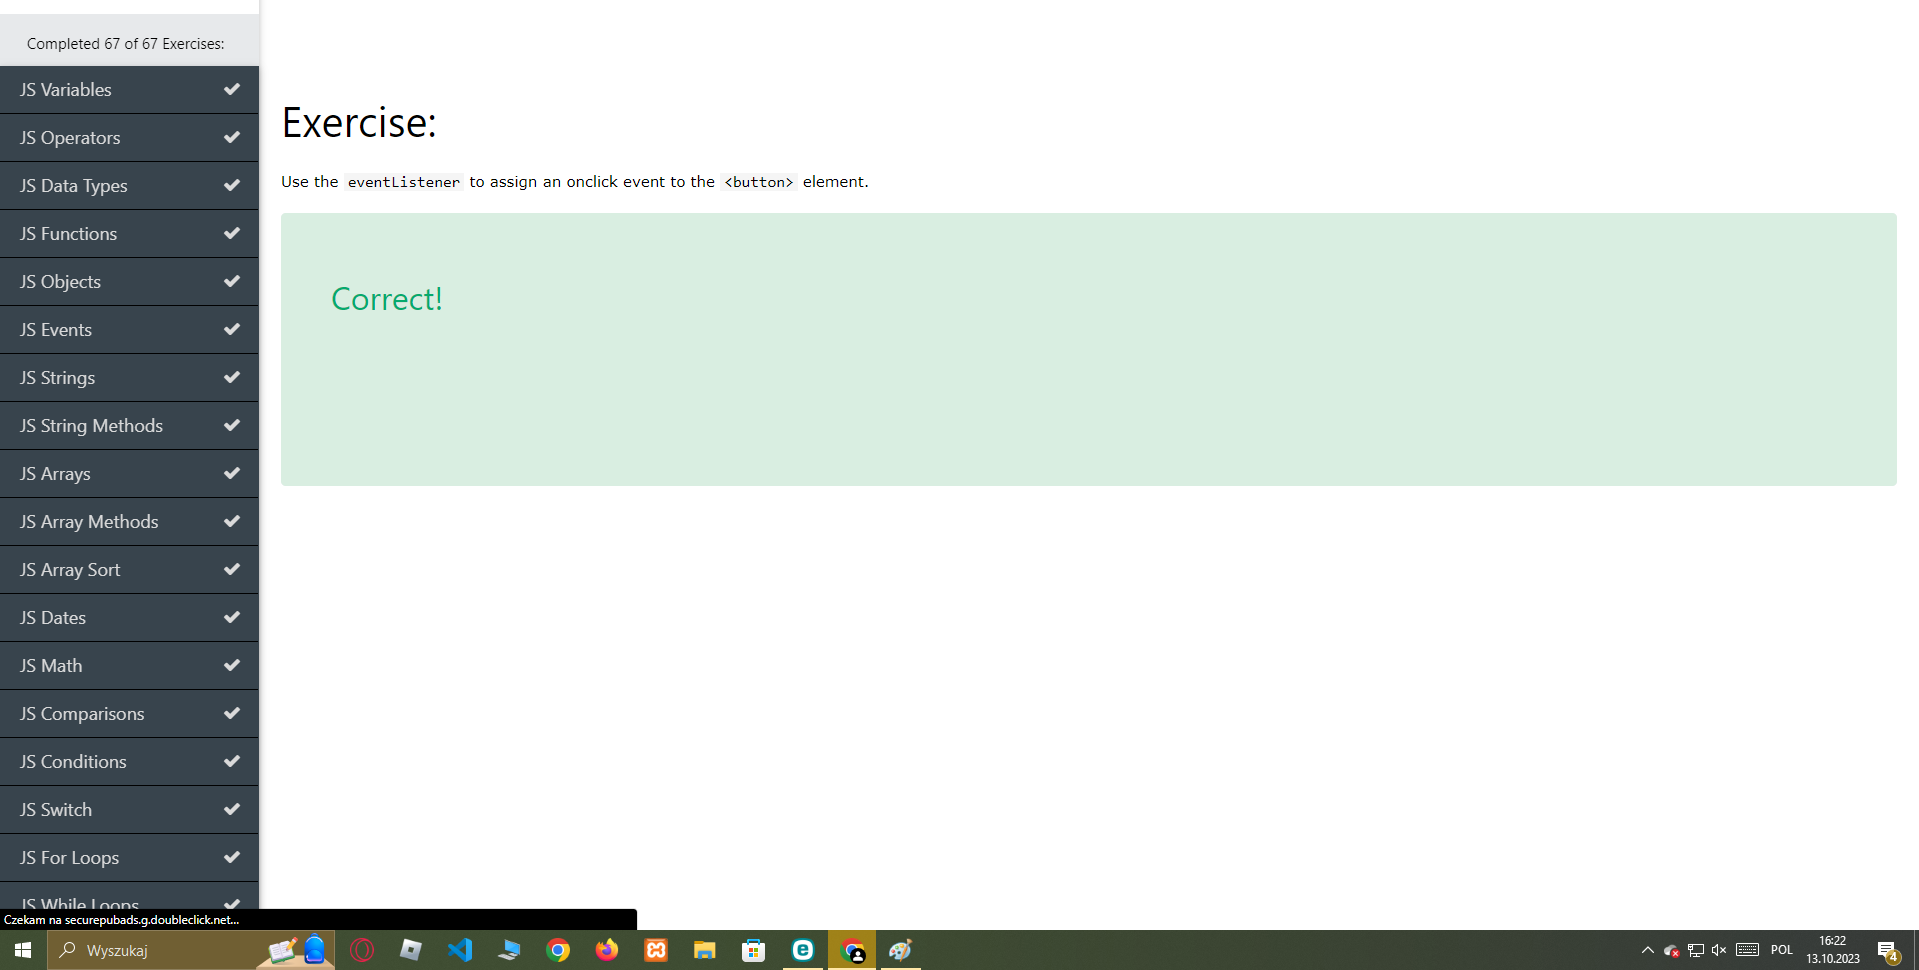 Completed 67 of 67 Exercises:
JS Variables
JS Operators
JS Data Types
JS Functions
JS Objects
JS Events
JS Strings
JS String Methods
JS Arrays
JS Array Methods
JS Array Sort
JS Dates
JS Math
JS Comparisons
JS Conditions
JS Switch
JS For Loops
JS While Loops
Exercise:
Use the eventListener to assign an onclick event to the <button> element.
Correct!
Czekam na securepubads.g.doubleclick.net...
Wyszukaj
POL
16:22
13.10.2023
4